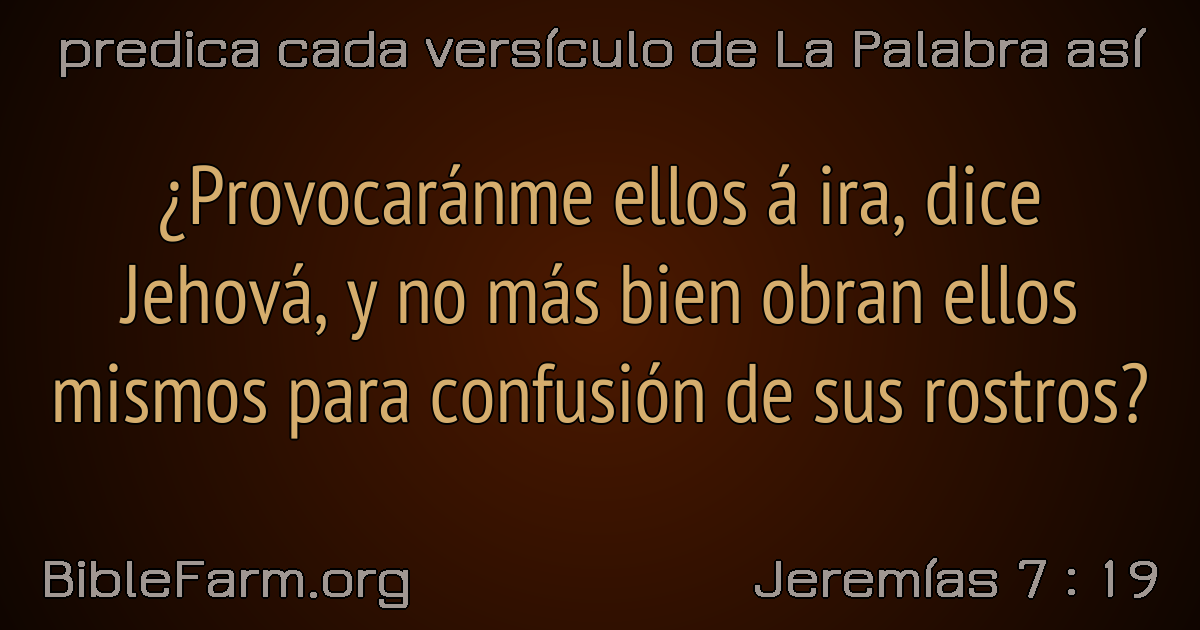 predica cada versículo de La Palabra así
¿Provocaránme ellos á ira, dice
Jehová, y no más bien obran ellos
mismos para confusión de sus rostros?
BibleFarm.org
Jeremías 7 : 19